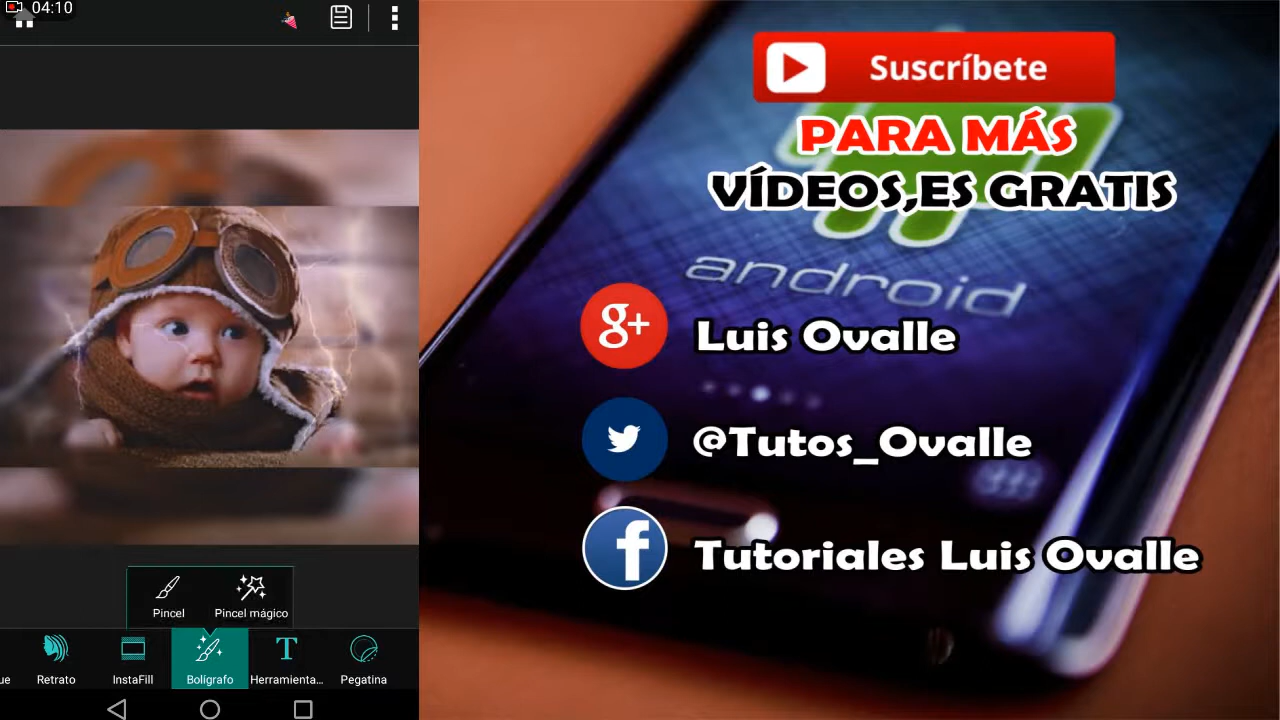 04:10
Pincel
Pincel mágico
ue
Retrato
InstaFill
Bolígrafo
Herramienta...
Pegatina
Suscríbete
PARA MÁS
VÍDEOS,ES GRATIS
android
g+
Luis Ovalle
@Tutos_Ovalle
f
Tutoriales Luis Ovalle